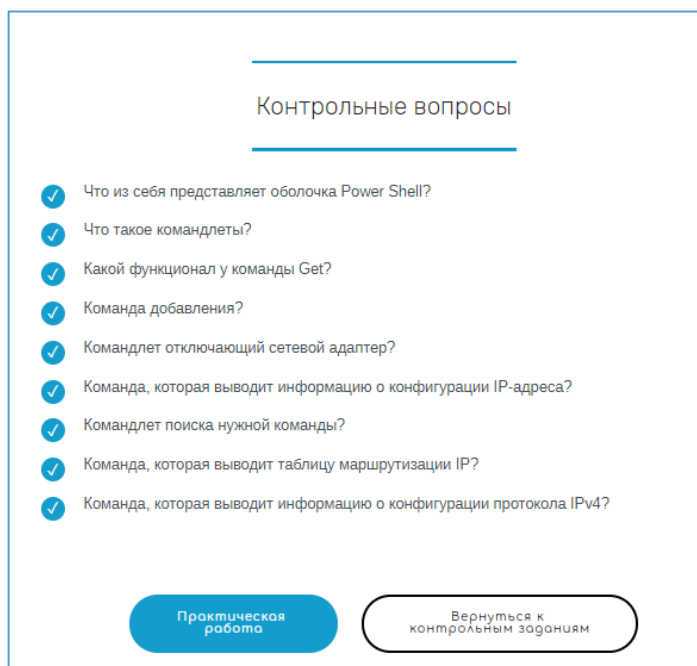 Контрольные вопросы
Что из себя представляет оболочка Power Shell?
Что такое командлеты?
Какой функционал у команды Get?
Команда добавления?
Командлет отключающий сетевой адаптер?
Команда, которая выводит информацию о конфигурации IP-адреса?
Командлет поиска нужной команды?
Команда, которая выводит таблицу маршрутизации IP?
Команда, которая выводит информацию о конфигурации протокола IPv4?
Практическая
работа
Вернуться к
контрольным заданиям